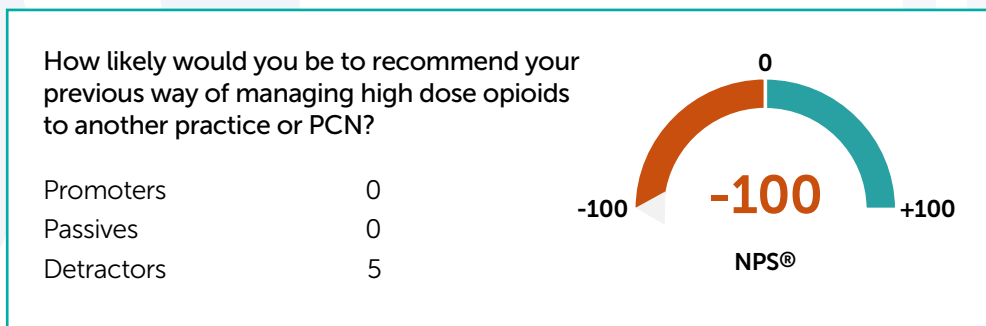 How likely would you be to recommend your
previous way of managing high dose opioids
to another practice or PCN?
Promoters 0
Passives 0
Detractors 5
0
-100
-100
+100
NPS®